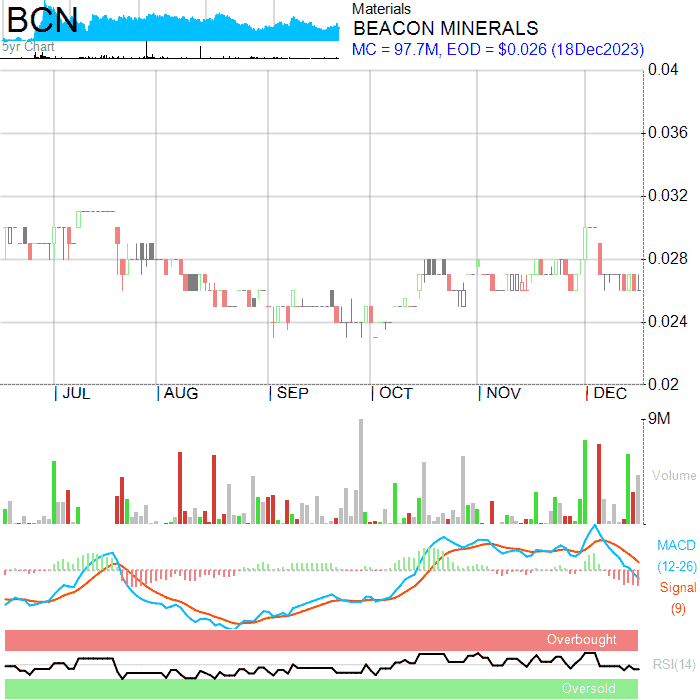 BCN
Materials
BEACON MINERALS
5yr Chart
MC = 97.7M, EOD = $0.026 (18Dec2023)
0.04
0.036
0.032
0.028
0.024
0.02
JUL AUG SEP OCT NOV DEC
9M
Volume
MACD
(12-26)
Signal
(9)
Overbought
RSI(14)
Oversold